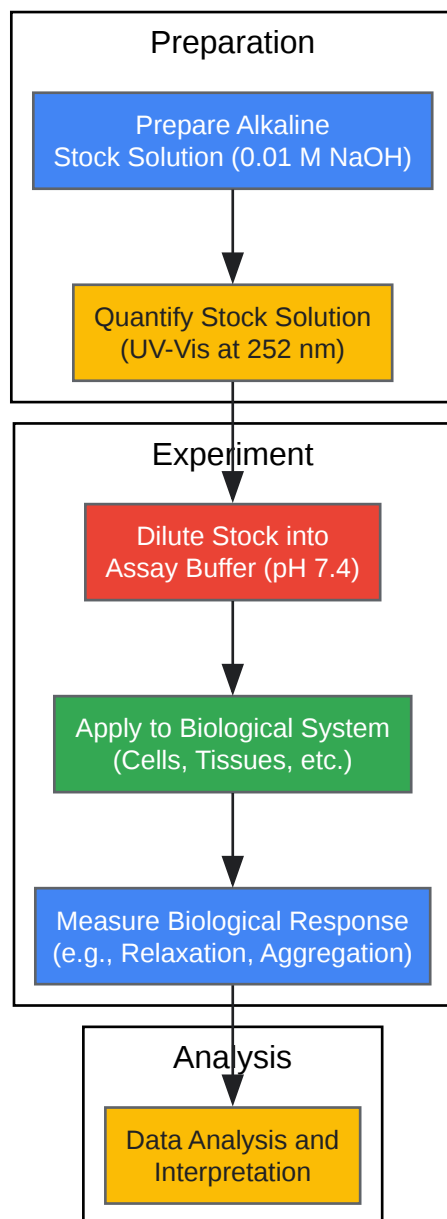 Preparation
Prepare Alkaline
Stock Solution (0.01 M NaOH)
Quantify Stock Solution
(UV-Vis at 252 nm)
Experiment
Dilute Stock into
Assay Buffer (pH 7.4)
Apply to Biological System
(Cells, Tissues, etc.)
Measure Biological Response
(e.g., Relaxation, Aggregation)
Analysis
Data Analysis and
Interpretation